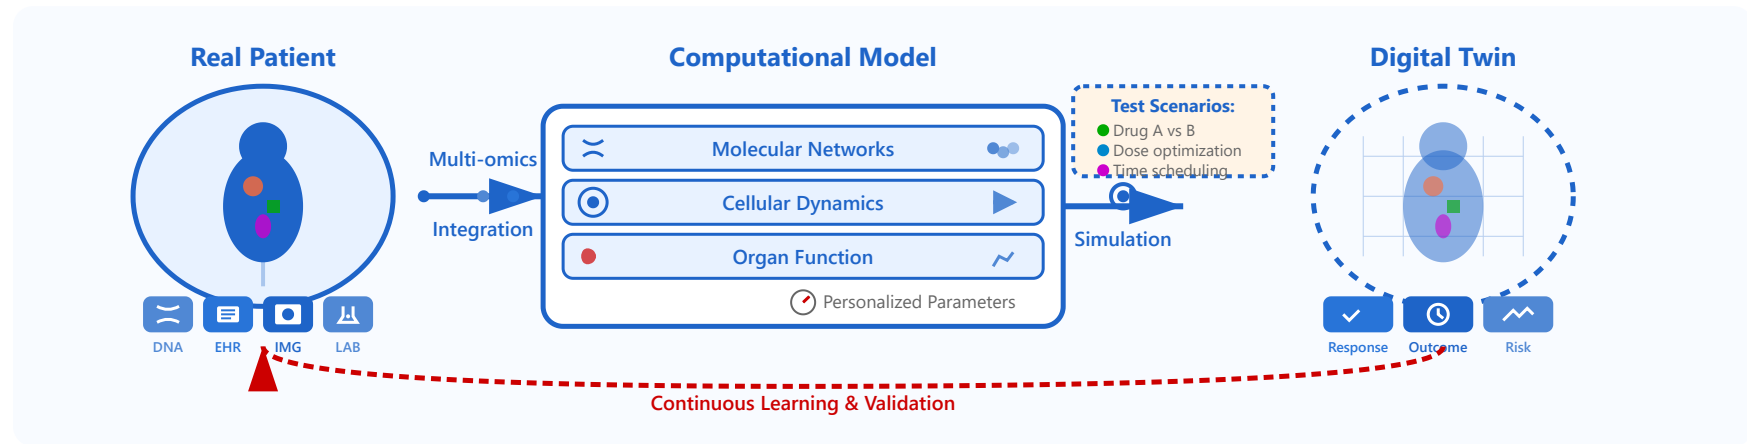 Real Patient
Computational Model
Digital Twin
Test Scenarios:
Drug A vs B
Dose optimization
Time scheduling
Multi-omics
Integration
Molecular Networks
Cellular Dynamics
Organ Function
Personalized Parameters
Simulation
DNA
EHR
IMG
LAB
Response
Outcome
Risk
Continuous Learning & Validation